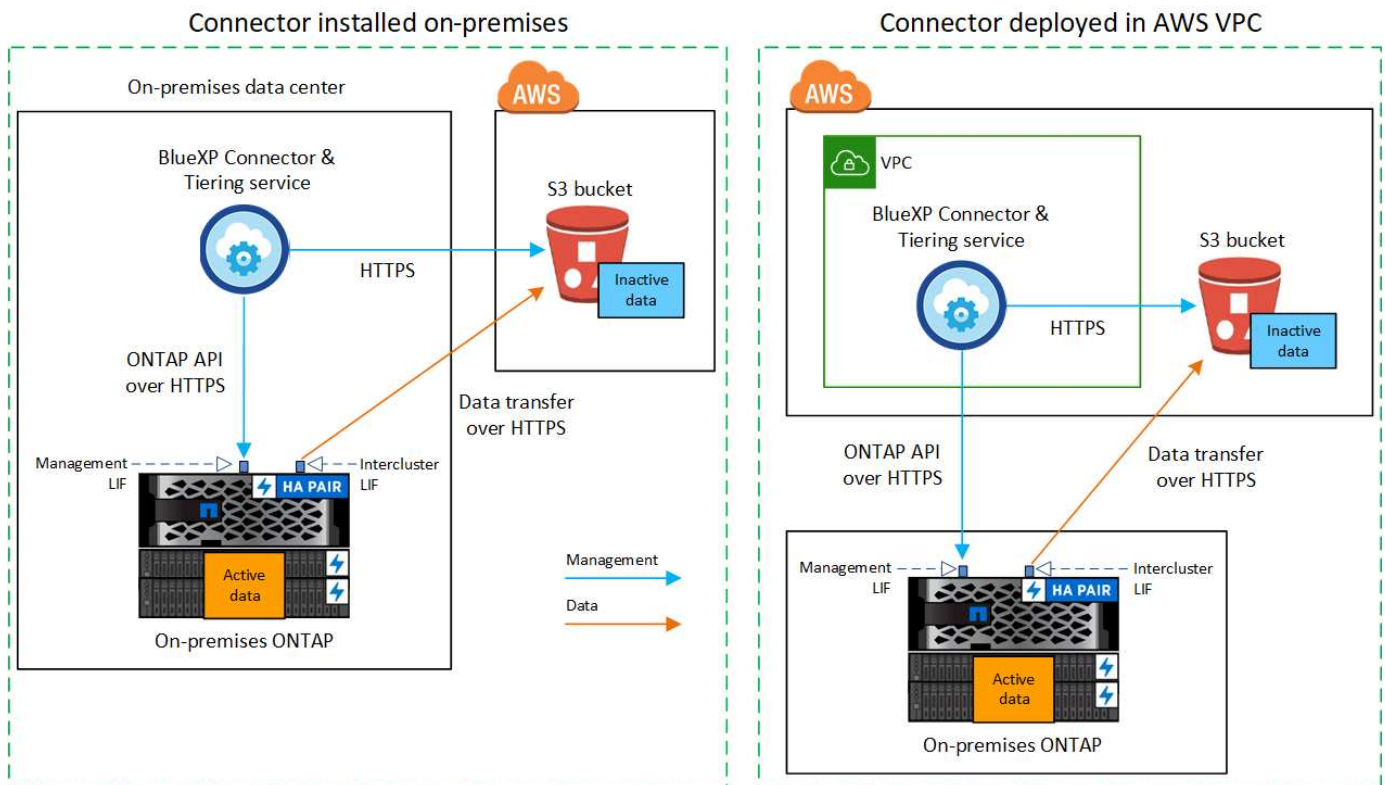 Connector installed on-premises
On-premises data center
AWS
BlueXP Connector &
Tiering service
S3 bucket
HTTPS
Inactive
data
ONTAP API
over HTTPS
Data transfer
over HTTPS
Management
LIF
Intercluster
LIF
HA PAIR
Active
data
On-premises ONTAP
Management
Data
Connector deployed in AWS VPC
AWS
VPC
BlueXP Connector &
Tiering service
S3 bucket
HTTPS
Inactive
data
ONTAP API
over HTTPS
Data transfer
over HTTPS
Management
LIF
Intercluster
LIF
HA PAIR
Active
data
On-premises ONTAP